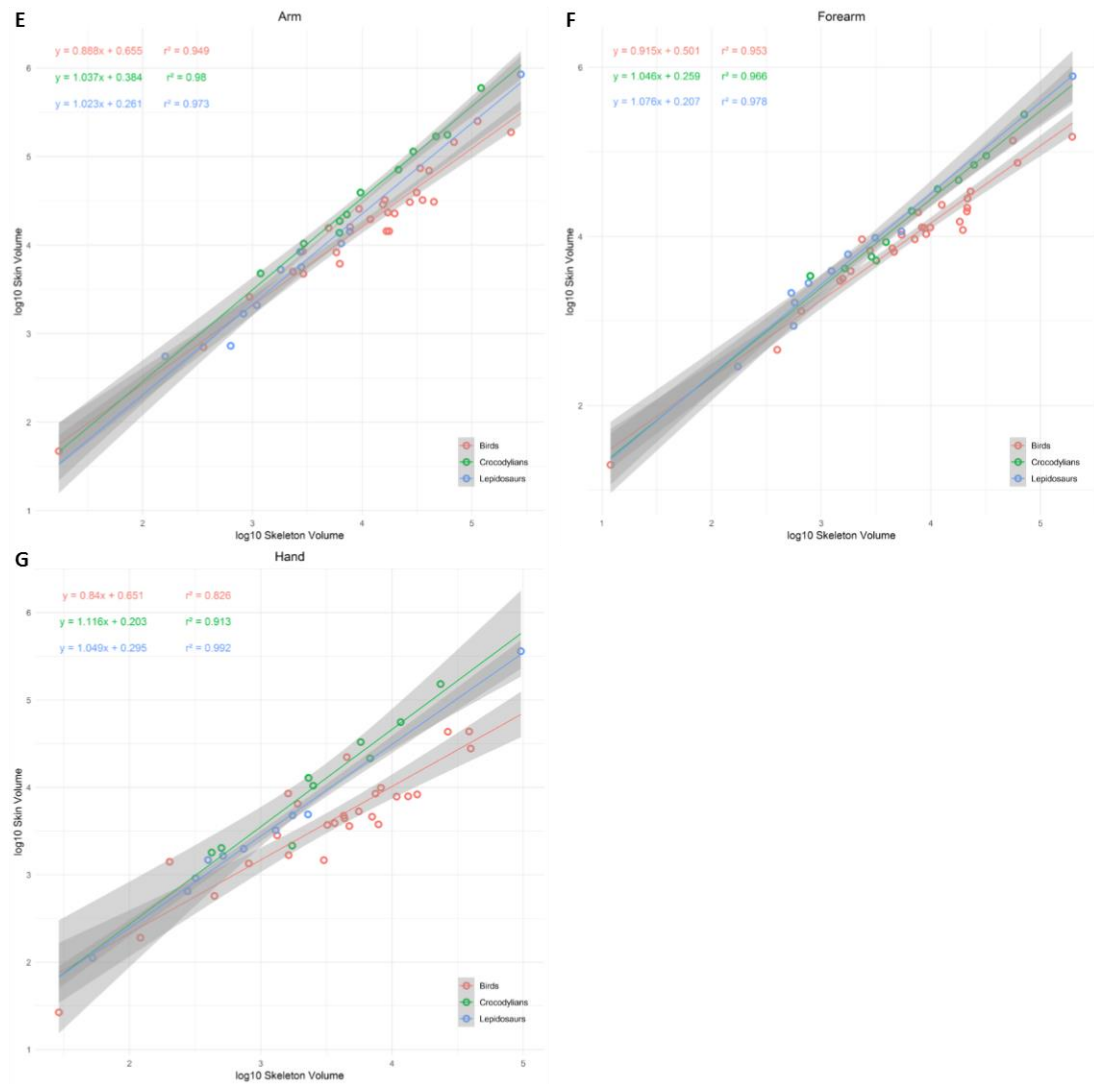 E
Arm
y = 0.888x + 0.655 r² = 0.949
y = 1.037x + 0.384 r² = 0.98
y = 1.023x + 0.261 r² = 0.973
6
5
4
3
2
1
log10 Skin Volume
2 3 4 5
log10 Skeleton Volume
Birds
Crocodylians
Lepidosaurs
F
Forearm
y = 0.915x + 0.501 r² = 0.953
y = 1.046x + 0.259 r² = 0.966
y = 1.076x + 0.207 r² = 0.978
6
4
2
log10 Skin Volume
1 2 3 4 5
log10 Skeleton Volume
Birds
Crocodylians
Lepidosaurs
G
Hand
y = 0.84x + 0.651 r² = 0.826
y = 1.116x + 0.203 r² = 0.913
y = 1.049x + 0.295 r² = 0.992
6
5
4
3
2
1
log10 Skin Volume
2 3 4 5
log10 Skeleton Volume
Birds
Crocodylians
Lepidosaurs